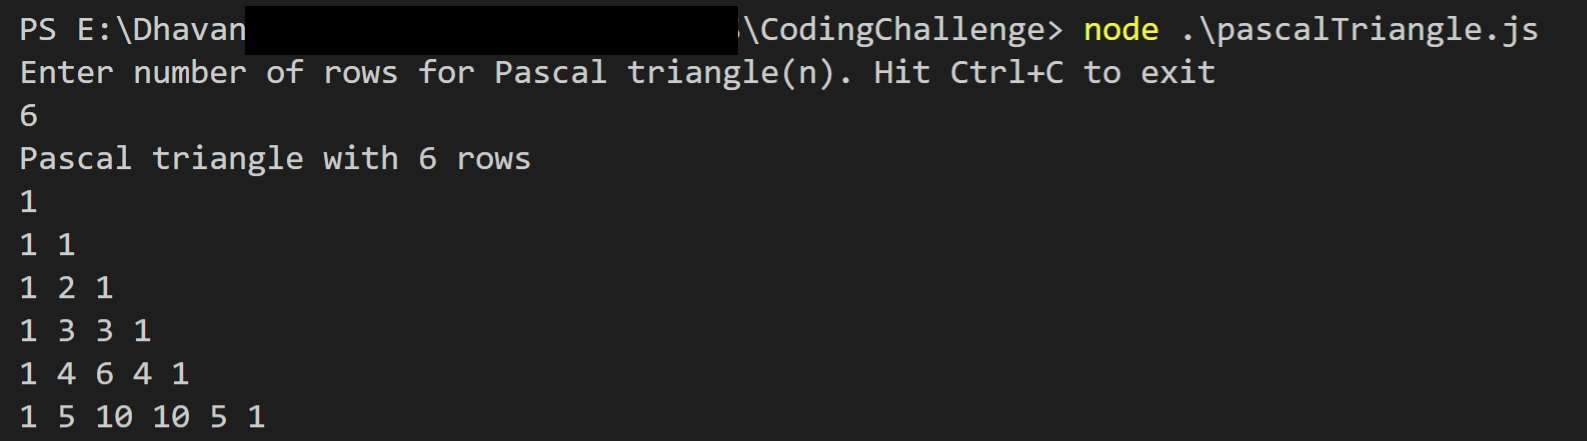 PS E:\Dhavan \CodingChallenge> node .\pascalTriangle.js
Enter number of rows for Pascal triangle(n). Hit Ctrl+C to exit
6
Pascal triangle with 6 rows
1
1 1
1 2 1
1 3 3 1
1 4 6 4 1
1 5 10 10 5 1